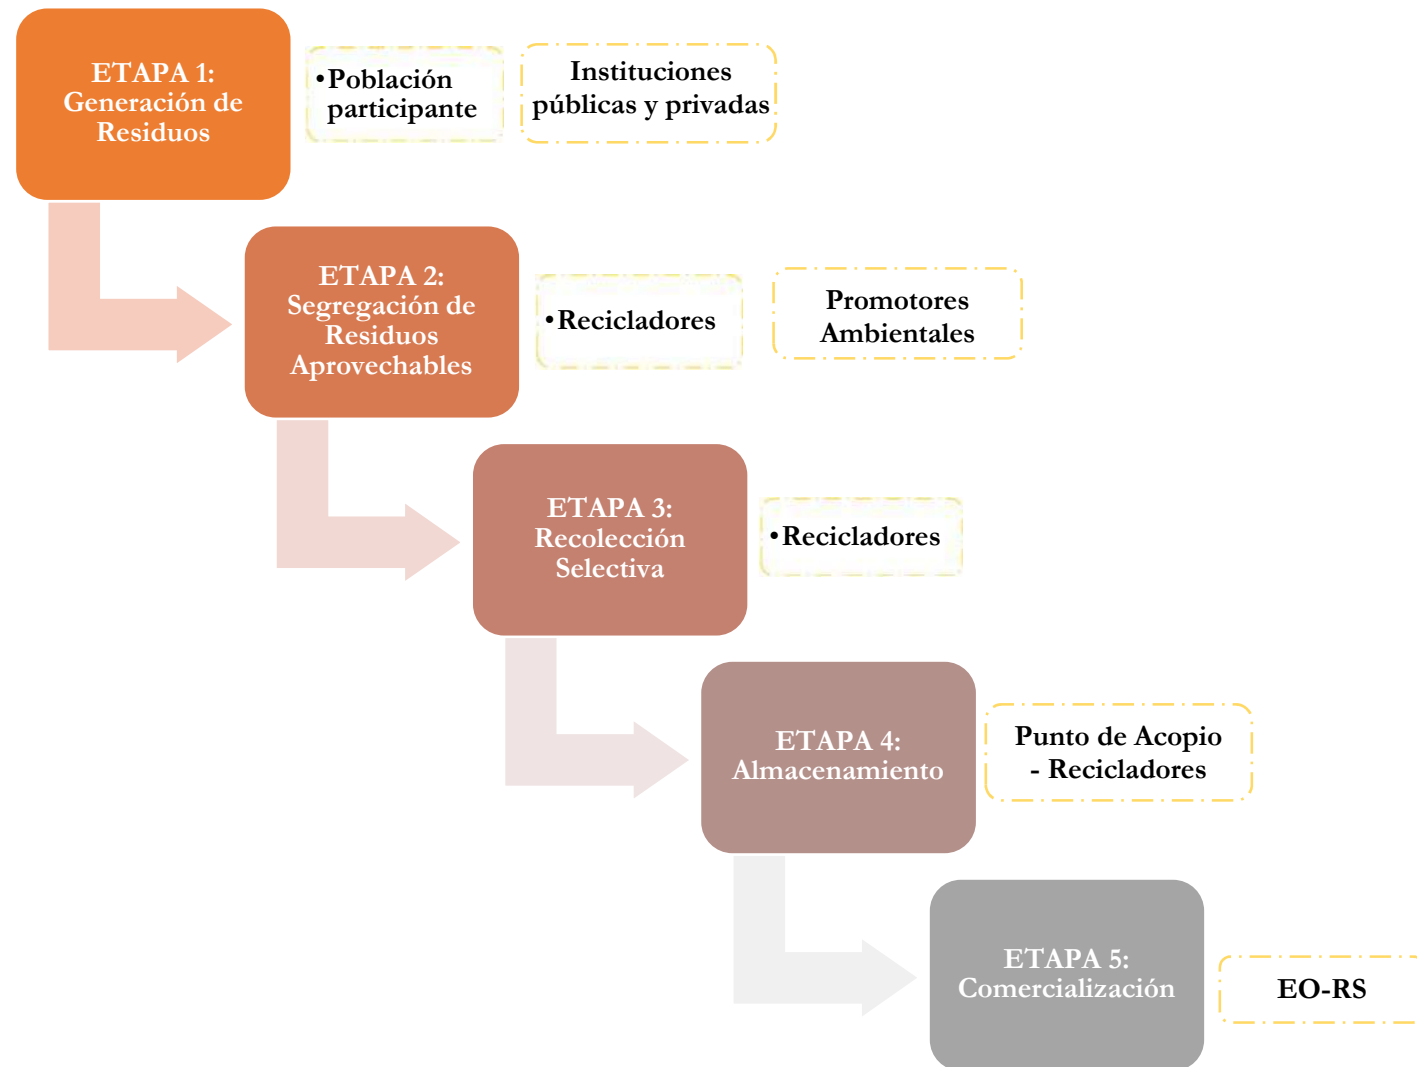 ETAPA 1:
Generación de
Residuos
•Población
participante
Instituciones
públicas y privadas
ETAPA 2:
Segregación de
Residuos
Aprovechables
•Recicladores
Promotores
Ambientales
ETAPA 3:
Recolección
Selectiva
•Recicladores
ETAPA 4:
Almacenamiento
Punto de Acopio
- Recicladores
ETAPA 5:
Comercialización
EO-RS